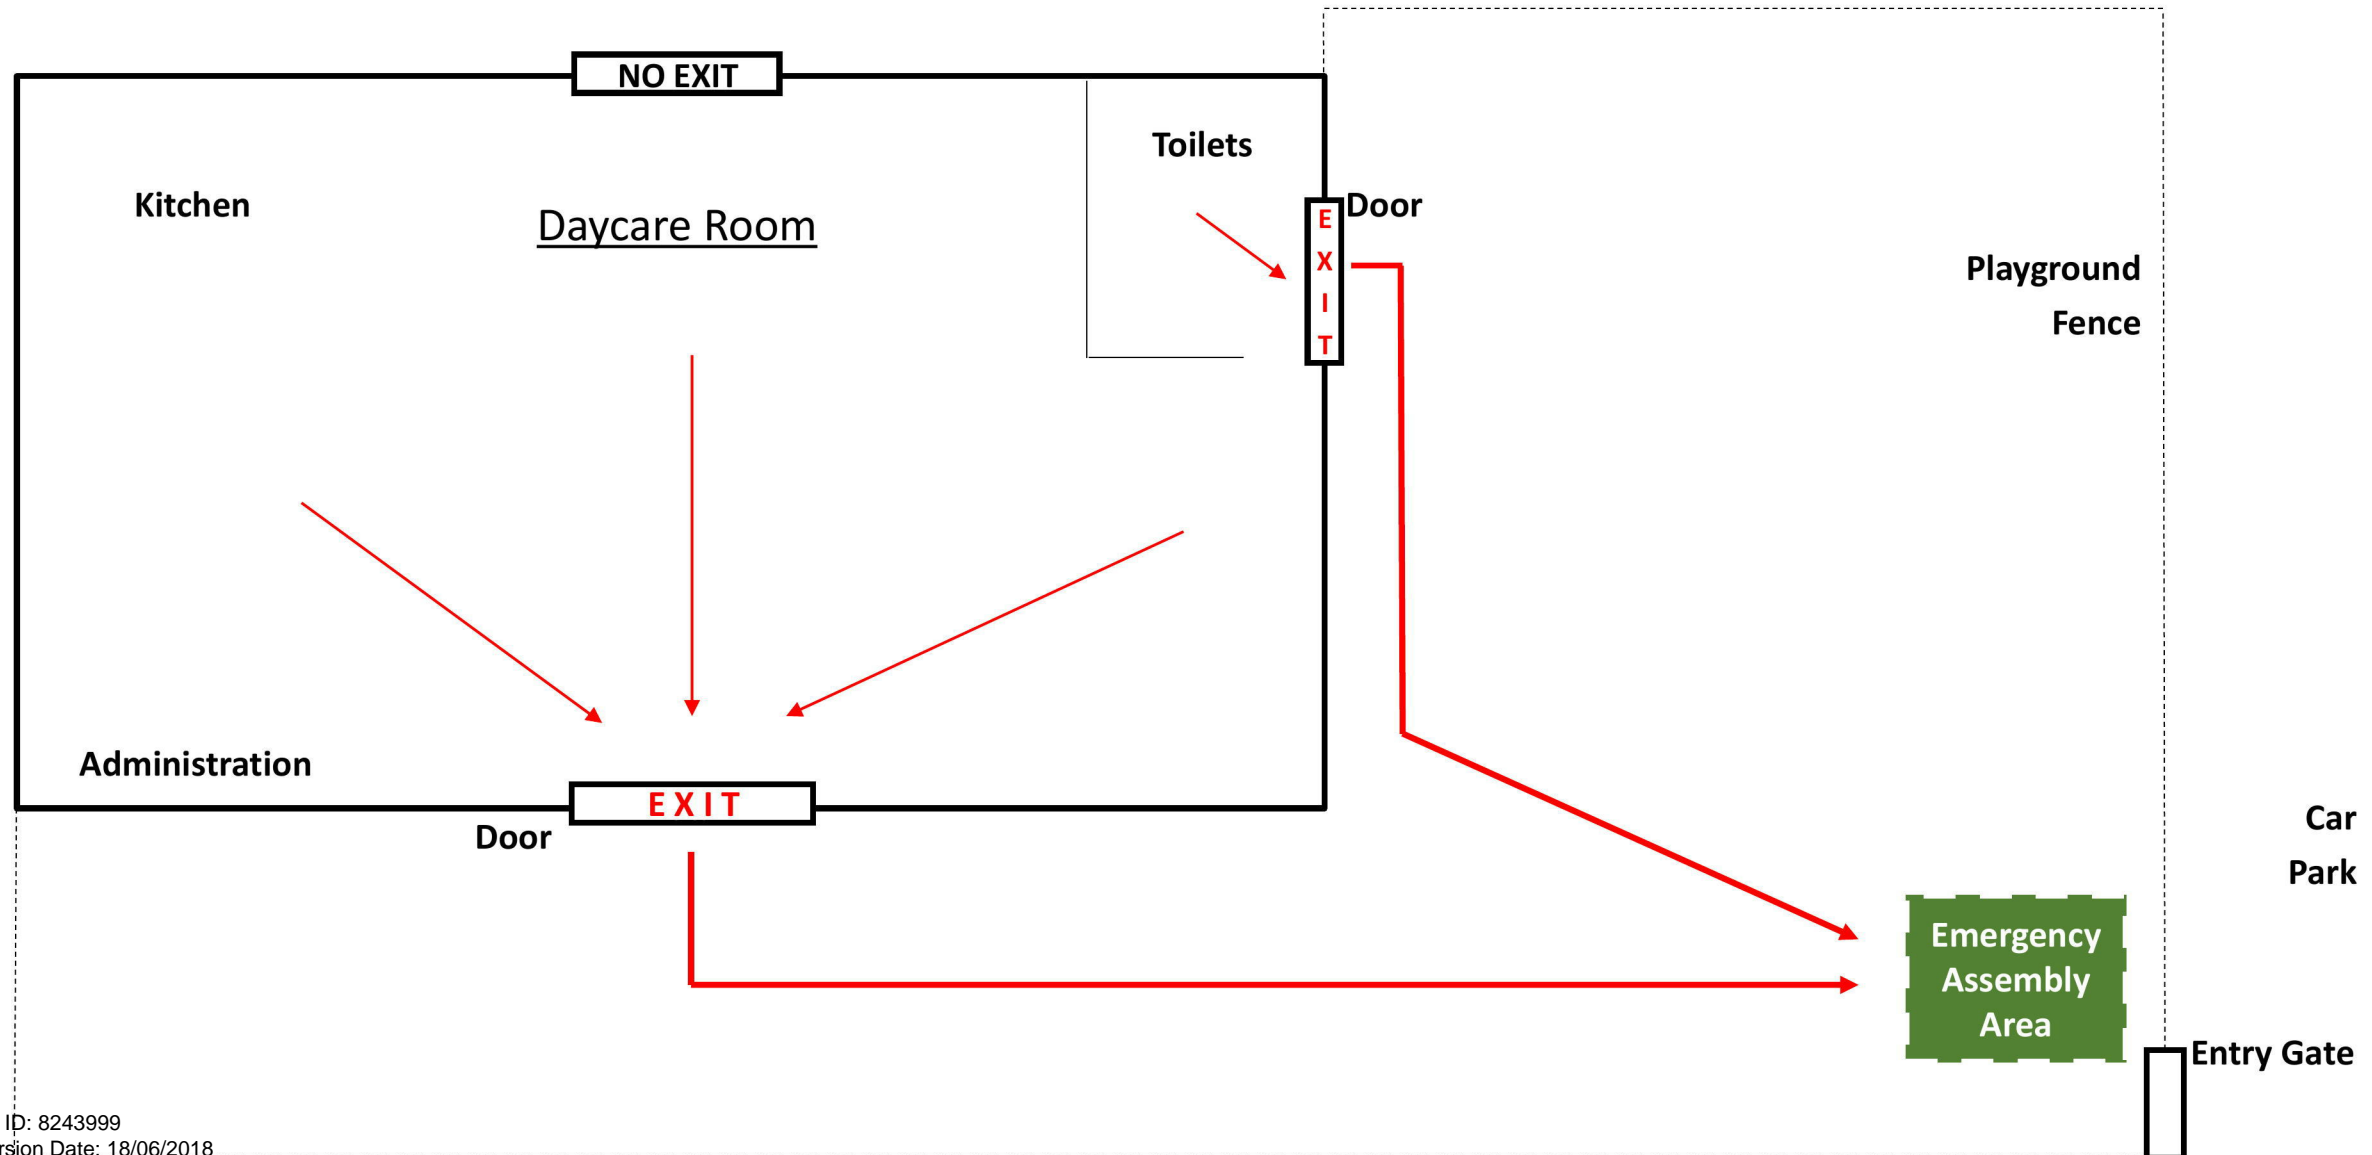 NO EXIT
Toilets
Kitchen
Daycare Room
Door
E
X
I
T
Playground
Fence
Administration
E X I T
Door
Car
Park
Emergency
Assembly
Area
Entry Gate
ID: 8243999
rsion Date: 18/06/2018